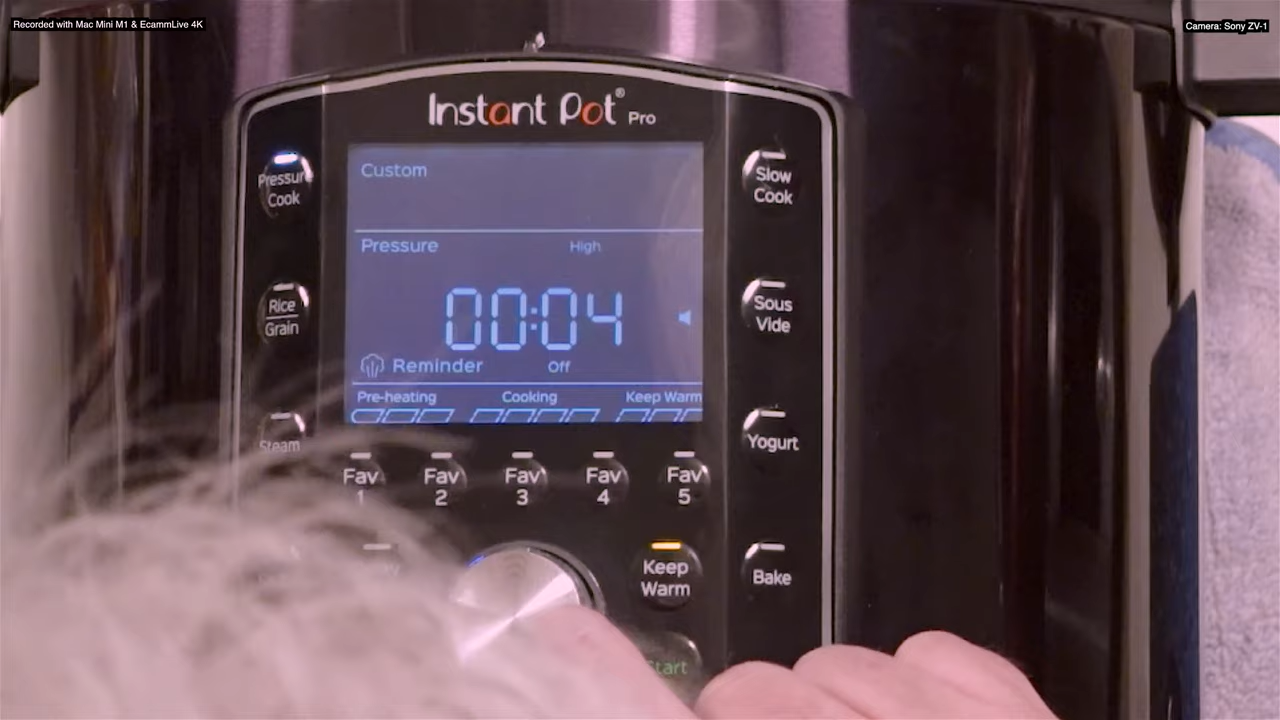 Recorded with Mac Mini M1 & EcammLive 4K
Camera: Sony ZV-1
Instant Pot® Pro
Pressure
Cook
Custom
Slow
Cook
Pressure High
Rice
Grain
00:04
Sous
Vide
Reminder Off
Pre-heating Cooking Keep Warm
Steam
Yogurt
Fav
1
Fav
2
Fav
3
Fav
4
Fav
5
Keep
Warm
Bake
Start